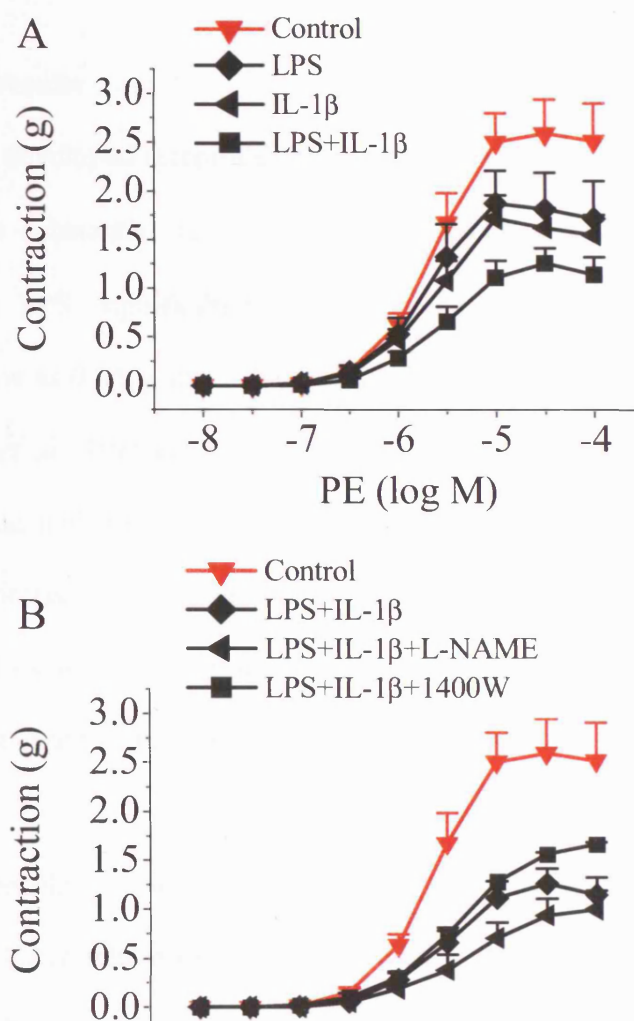 A
Control
LPS
IL-1β
LPS+IL-1β
Contraction (g)
3.0
2.5
2.0
1.5
1.0
0.5
0.0
-8 -7 -6 -5 -4
PE (log M)
B
Control
LPS+IL-1β
LPS+IL-1β+L-NAME
LPS+IL-1β+1400W
Contraction (g)
3.0
2.5
2.0
1.5
1.0
0.5
0.0